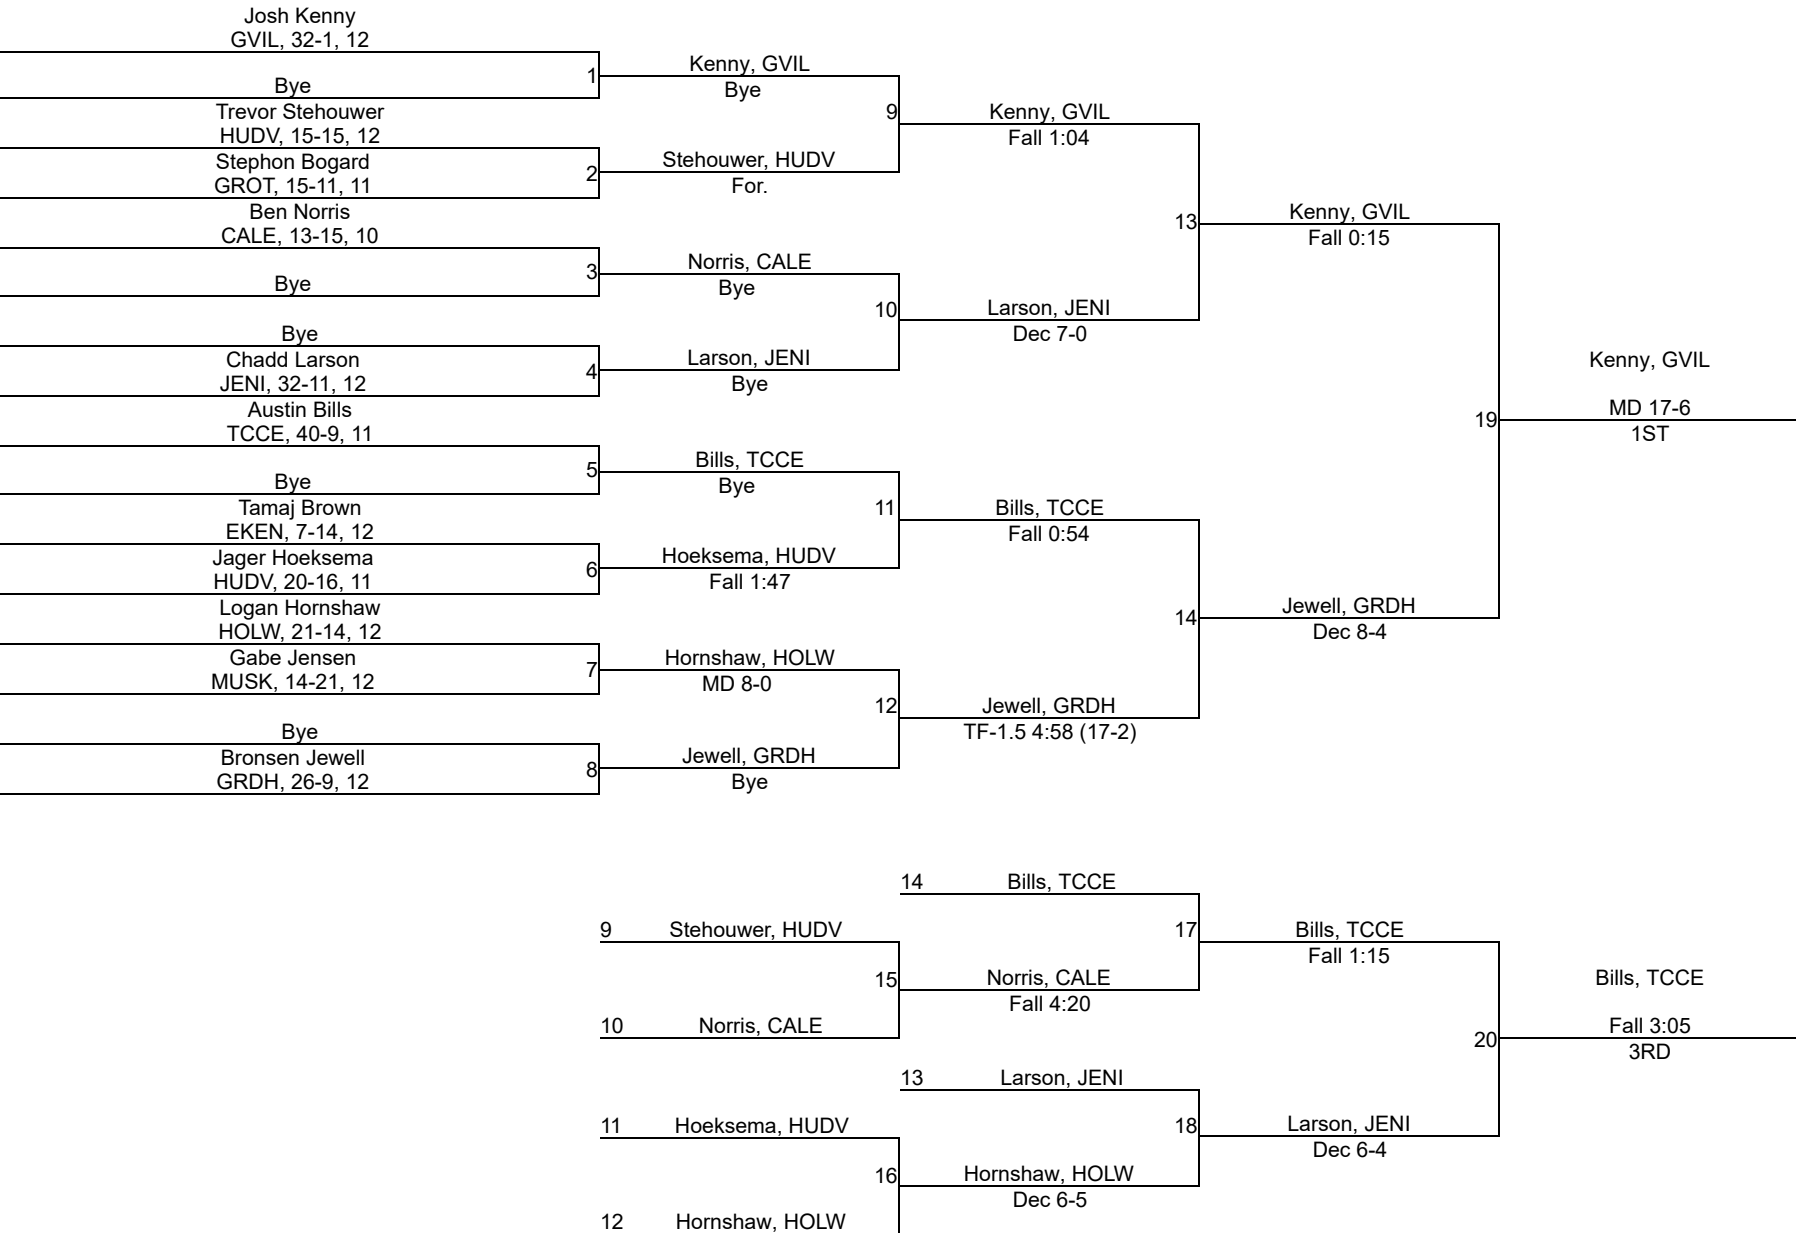 Josh Kenny
GVIL, 32-1, 12
Bye
1
Trevor Stehouwer
HUDV, 15-15, 12
Stephon Bogard
GROT, 15-11, 11
2
Ben Norris
CALE, 13-15, 10
Bye
3
Bye
Chadd Larson
JENI, 32-11, 12
4
Austin Bills
TCCE, 40-9, 11
Bye
5
Tamaj Brown
EKEN, 7-14, 12
Jager Hoeksema
HUDV, 20-16, 11
6
Logan Hornshaw
HOLW, 21-14, 12
Gabe Jensen
MUSK, 14-21, 12
7
Bye
Bronsen Jewell
GRDH, 26-9, 12
8
Kenny, GVIL
Bye
9
Stehouwer, HUDV
For.
Norris, CALE
Bye
10
Larson, JENI
Bye
Bills, TCCE
Bye
11
Hoeksema, HUDV
Fall 1:47
Hornshaw, HOLW
MD 8-0
12
Jewell, GRDH
Bye
Kenny, GVIL
Fall 1:04
13
Larson, JENI
Dec 7-0
Bills, TCCE
Fall 0:54
14
Jewell, GRDH
TF-1.5 4:58 (17-2)
Kenny, GVIL
Fall 0:15
19
Jewell, GRDH
Dec 8-4
Kenny, GVIL
MD 17-6
1ST
14 Bills, TCCE
9 Stehouwer, HUDV
17
15
Norris, CALE
Fall 4:20
10 Norris, CALE
13 Larson, JENI
11 Hoeksema, HUDV
18
16
Hornshaw, HOLW
Dec 6-5
12 Hornshaw, HOLW
Bills, TCCE
Fall 1:15
20
Larson, JENI
Dec 6-4
Bills, TCCE
Fall 3:05
3RD